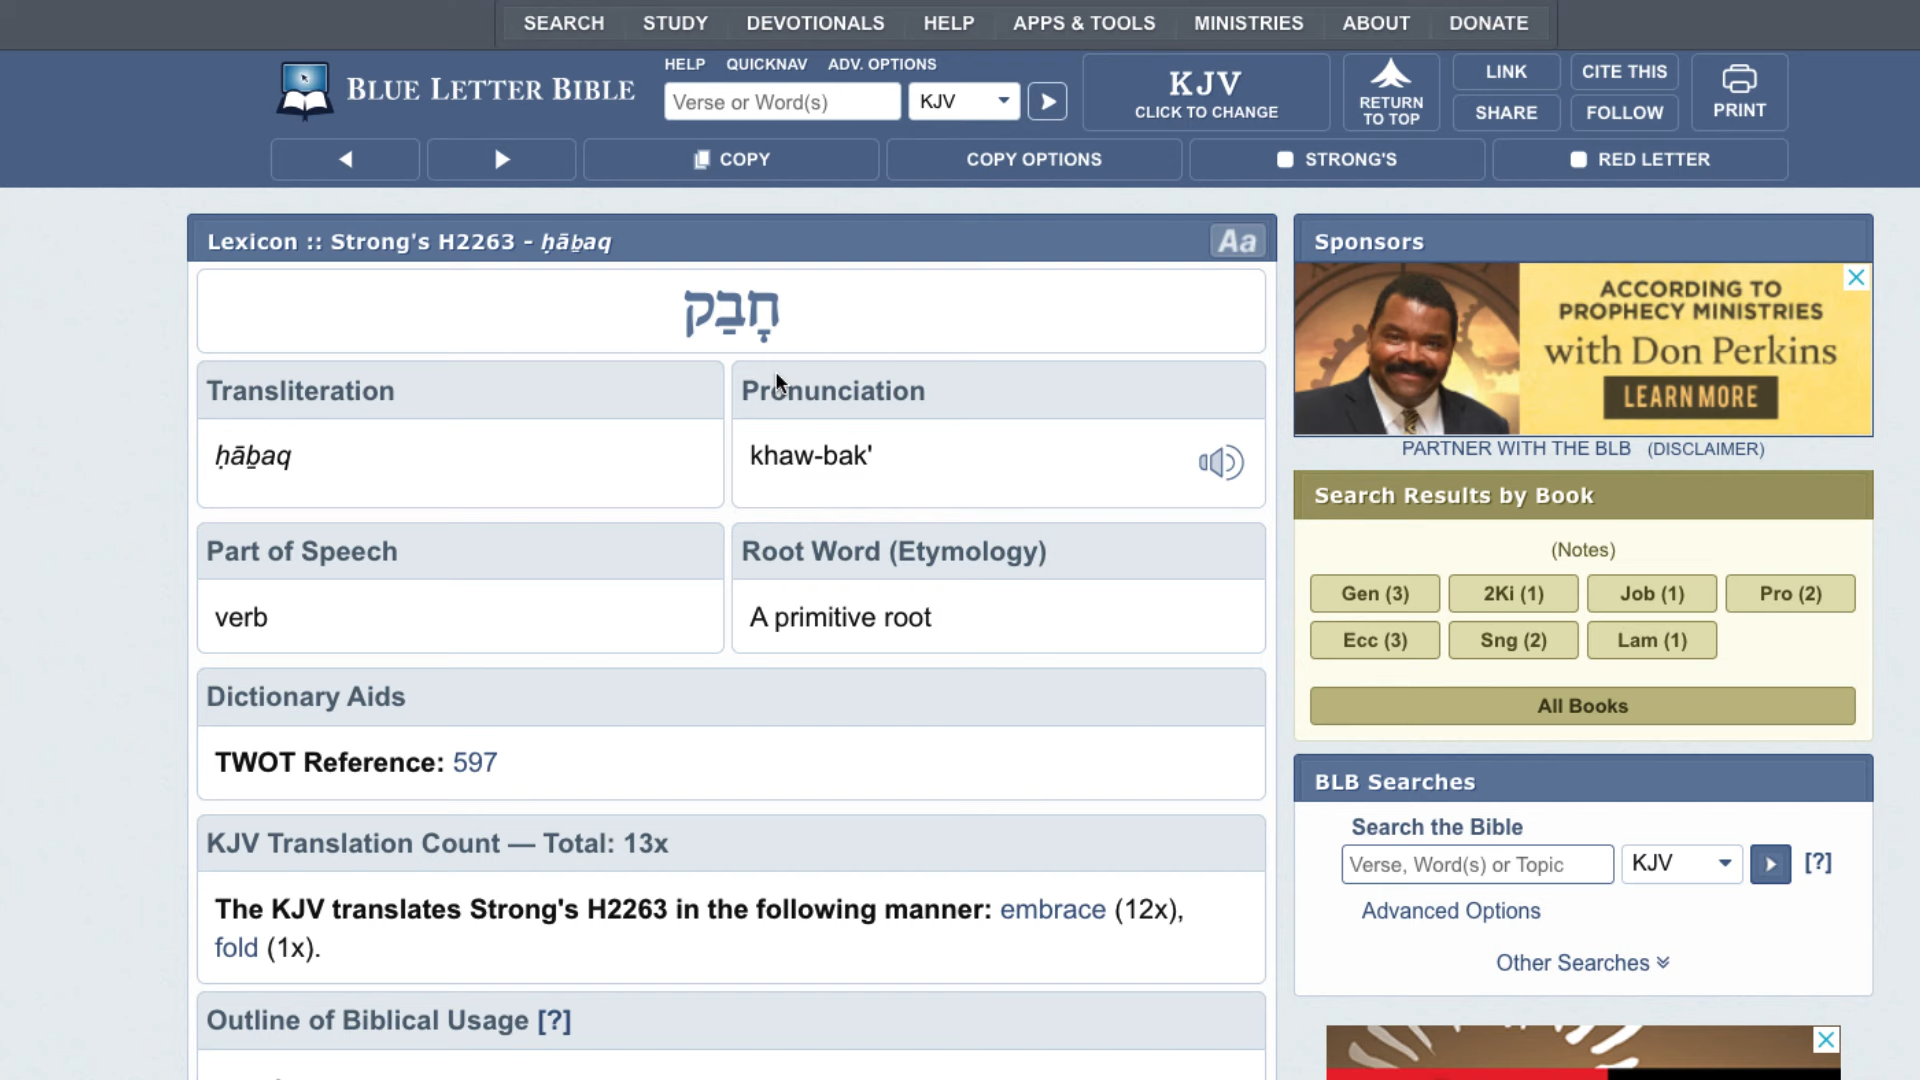 SEARCH STUDY DEVOTIONALS HELP APPS & TOOLS MINISTRIES ABOUT DONATE
BLUE LETTER BIBLE
HELP QUICKNAV ADV. OPTIONS
Verse or Word(s) KJV
KJV
CLICK TO CHANGE
RETURN
TO TOP
LINK
SHARE
CITE THIS
FOLLOW
PRINT
COPY COPY OPTIONS STRONG'S RED LETTER
Lexicon :: Strong's H2263 - ḥāḇaq Aa
חָבַק
Transliteration
ḥāḇaq
Pronunciation
khaw-bak'
Part of Speech
verb
Root Word (Etymology)
A primitive root
Dictionary Aids
TWOT Reference: 597
KJV Translation Count — Total: 13x
The KJV translates Strong's H2263 in the following manner: embrace (12x),
fold (1x).
Outline of Biblical Usage [?]
Sponsors
ACCORDING TO
PROPHECY MINISTRIES
with Don Perkins
LEARN MORE
PARTNER WITH THE BLB (DISCLAIMER)
Search Results by Book
(Notes)
Gen (3) 2Ki (1) Job (1) Pro (2)
Ecc (3) Sng (2) Lam (1)
All Books
BLB Searches
Search the Bible
Verse, Word(s) or Topic KJV [?]
Advanced Options
Other Searches